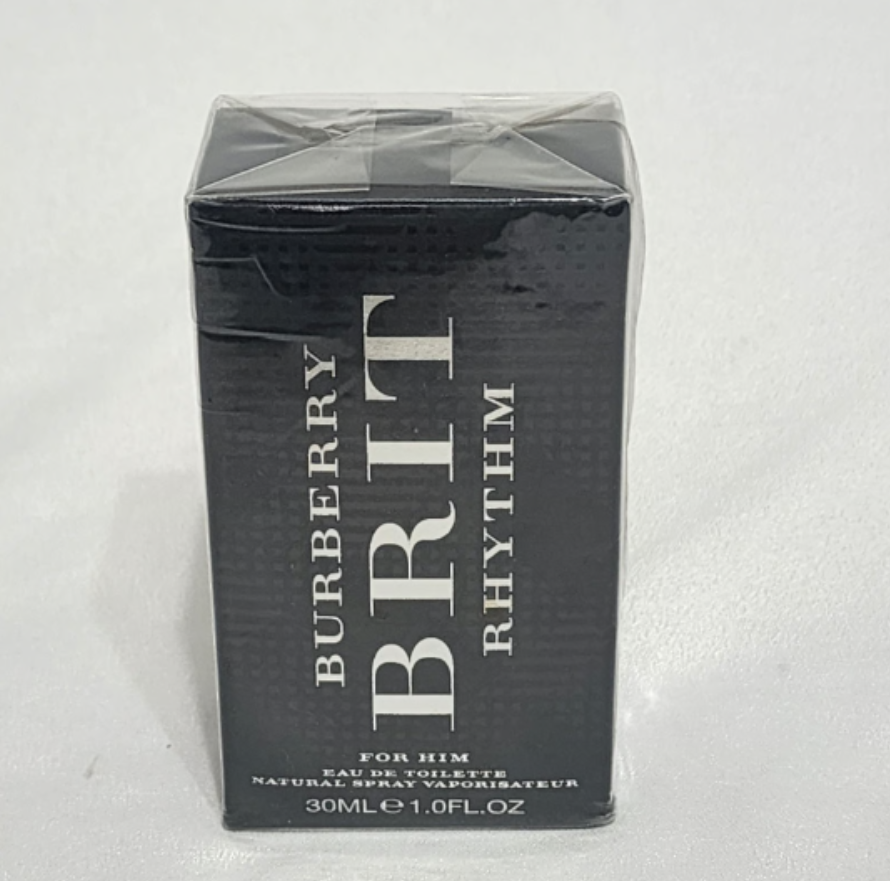 BURBERRY
BRIT
RHYTHM
FOR HIM
EAU DE TOILETTE
NATURAL SPRAY VAPORISATEUR
30ML℮1.0FL.OZ